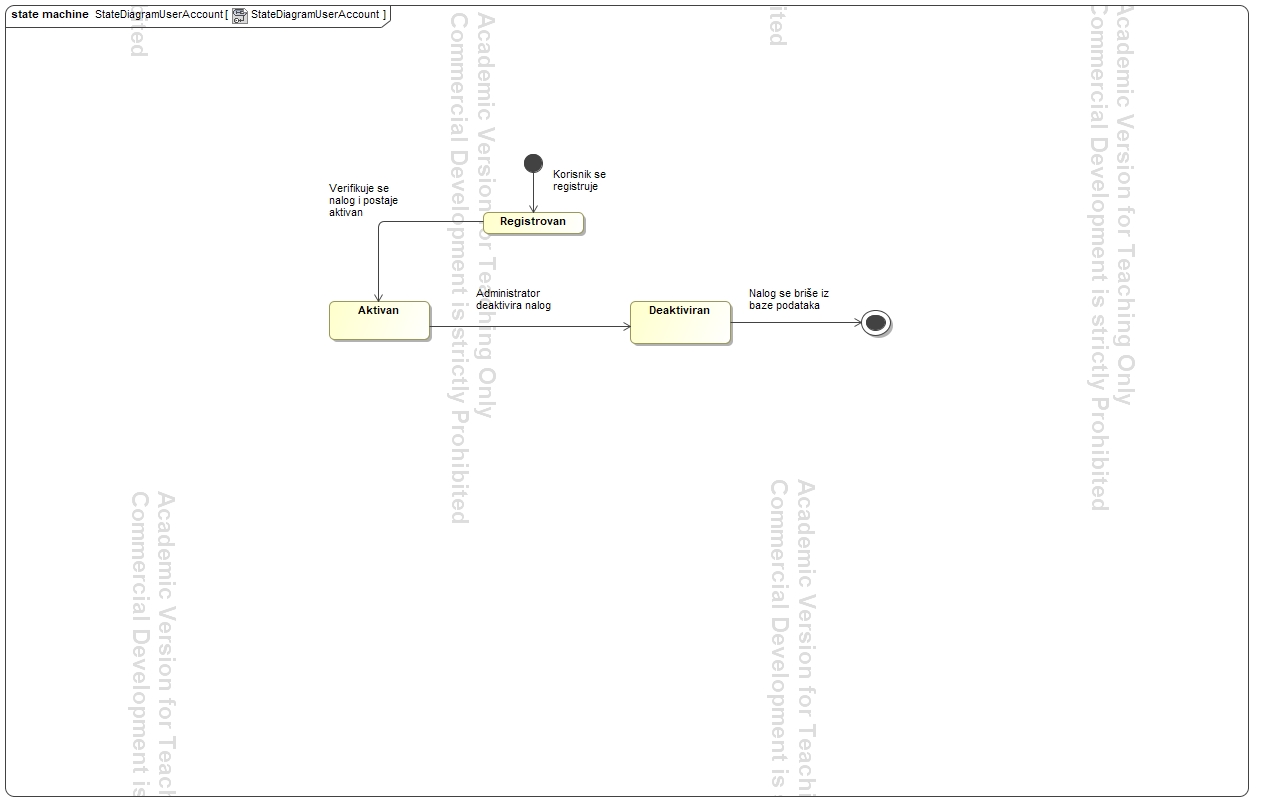 state machine StateDiagramUserAccount [ StateDiagramUserAccount ]
Korisnik se
registruje
Registrovan
Verifikuje se
nalog i postaje
aktivan
Aktivan
Administrator
deaktivira nalog
Deaktiviran
Nalog se briše iz
baze podataka
ited
Academic Version for Teaching Only
Commercial Development is strictly Prohibited
ited
Academic Version for Teaching Only
Commercial Development is strictly Prohibited
Academic Version for Teach
Commercial Development is
Academic Version for Teachi
Commercial Development is s